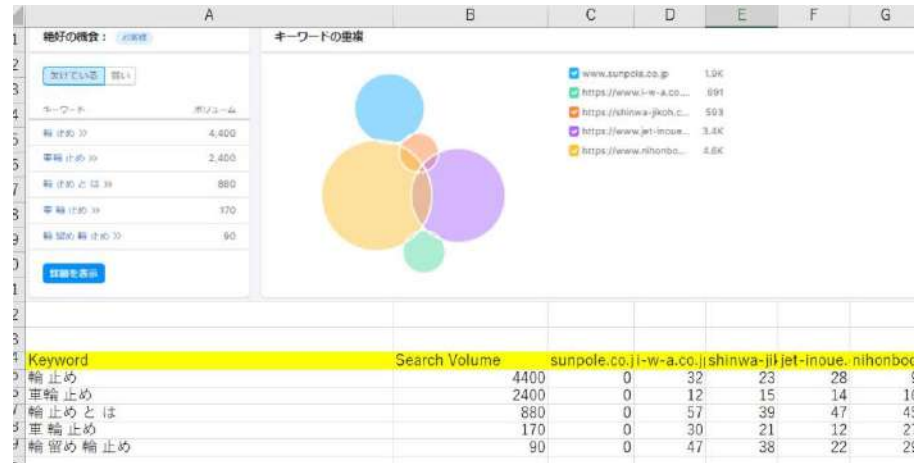 A B C D E F G
絶好の機会： お客様
キーワードの重複
欠けている 弱い
キーワード ボリューム
輪 止め » 4,400
車輪 止め » 2,400
輪 止め と は » 880
車 輪 止め » 170
輪 留め 輪 止め » 90
詳細を表示
www.sunpole.co.jp 1.9K
https://www.i-w-a.co.... 691
https://shinwa-jikoh.c... 593
https://www.jet-inoue... 3.4K
https://www.nihonbo... 4.6K
Keyword Search Volume sunpole.co.j i-w-a.co.j shinwa-jik jet-inoue. nihonbod
輪 止め 4400 0 32 23 28
車輪 止め 2400 0 12 15 14
輪 止め と は 880 0 57 39 47
車 輪 止め 170 0 30 21 12
輪 留め 輪 止め 90 0 47 38 22